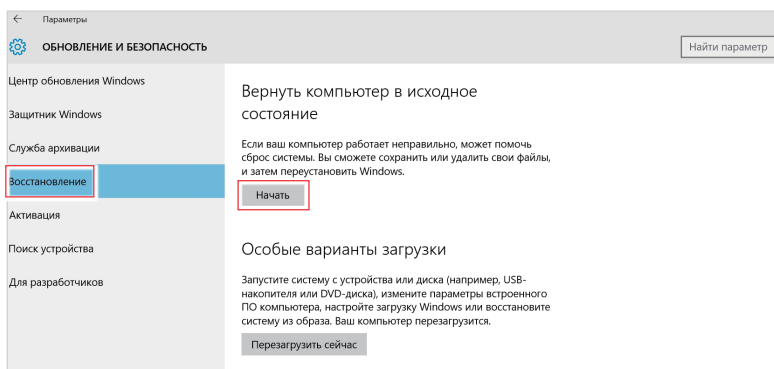 Параметры
ОБНОВЛЕНИЕ И БЕЗОПАСНОСТЬ
Найти параметр
Центр обновления Windows
Защитник Windows
Служба архивации
Восстановление
Активация
Поиск устройства
Для разработчиков
Вернуть компьютер в исходное
состояние
Если ваш компьютер работает неправильно, может помочь
сброс системы. Вы сможете сохранить или удалить свои файлы,
и затем переустановить Windows.
Начать
Особые варианты загрузки
Запустите систему с устройства или диска (например, USB-
накопителя или DVD-диска), измените параметры встроенного
ПО компьютера, настройте загрузку Windows или восстановите
систему из образа. Ваш компьютер перезагрузится.
Перезагрузить сейчас